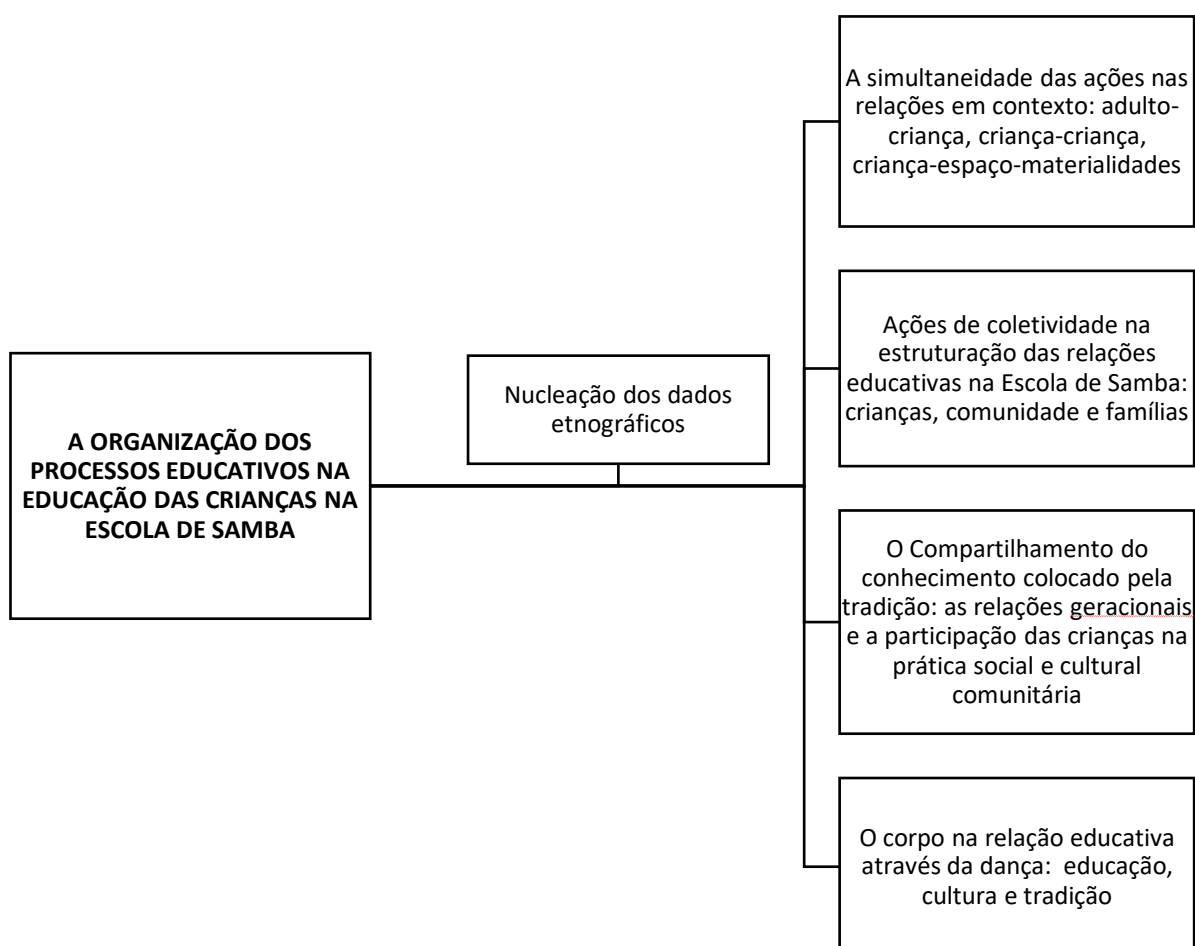 A ORGANIZAÇÃO DOS
PROCESSOS EDUCATIVOS NA
EDUCAÇÃO DAS CRIANÇAS NA
ESCOLA DE SAMBA
Nucleação dos dados
etnográficos
A simultaneidade das ações nas
relações em contexto: adulto-
criança, criança-criança,
criança-espaço-materialidades
Ações de coletividade na
estruturação das relações
educativas na Escola de Samba:
crianças, comunidade e famílias
O Compartilhamento do
conhecimento colocado pela
tradição: as relações geracionais
e a participação das crianças na
prática social e cultural
comunitária
O corpo na relação educativa
através da dança:  educação,
cultura e tradição